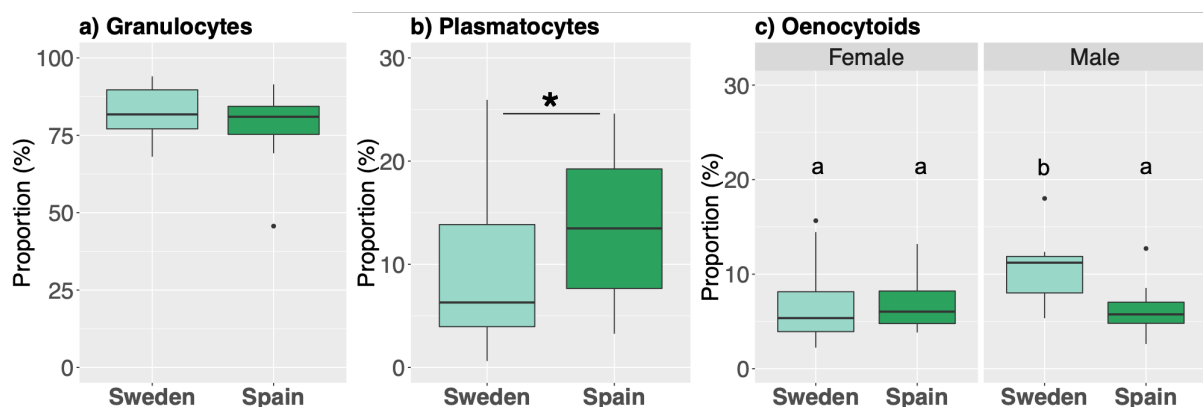 a) Granulocytes
Proportion (%)
100
75
50
25
0
Sweden Spain
b) Plasmatocytes
Proportion (%)
30
20
10
0
*
Sweden Spain
c) Oenocytoids
Female Male
Proportion (%)
30
20
10
0
a a b a
Sweden Spain Sweden Spain